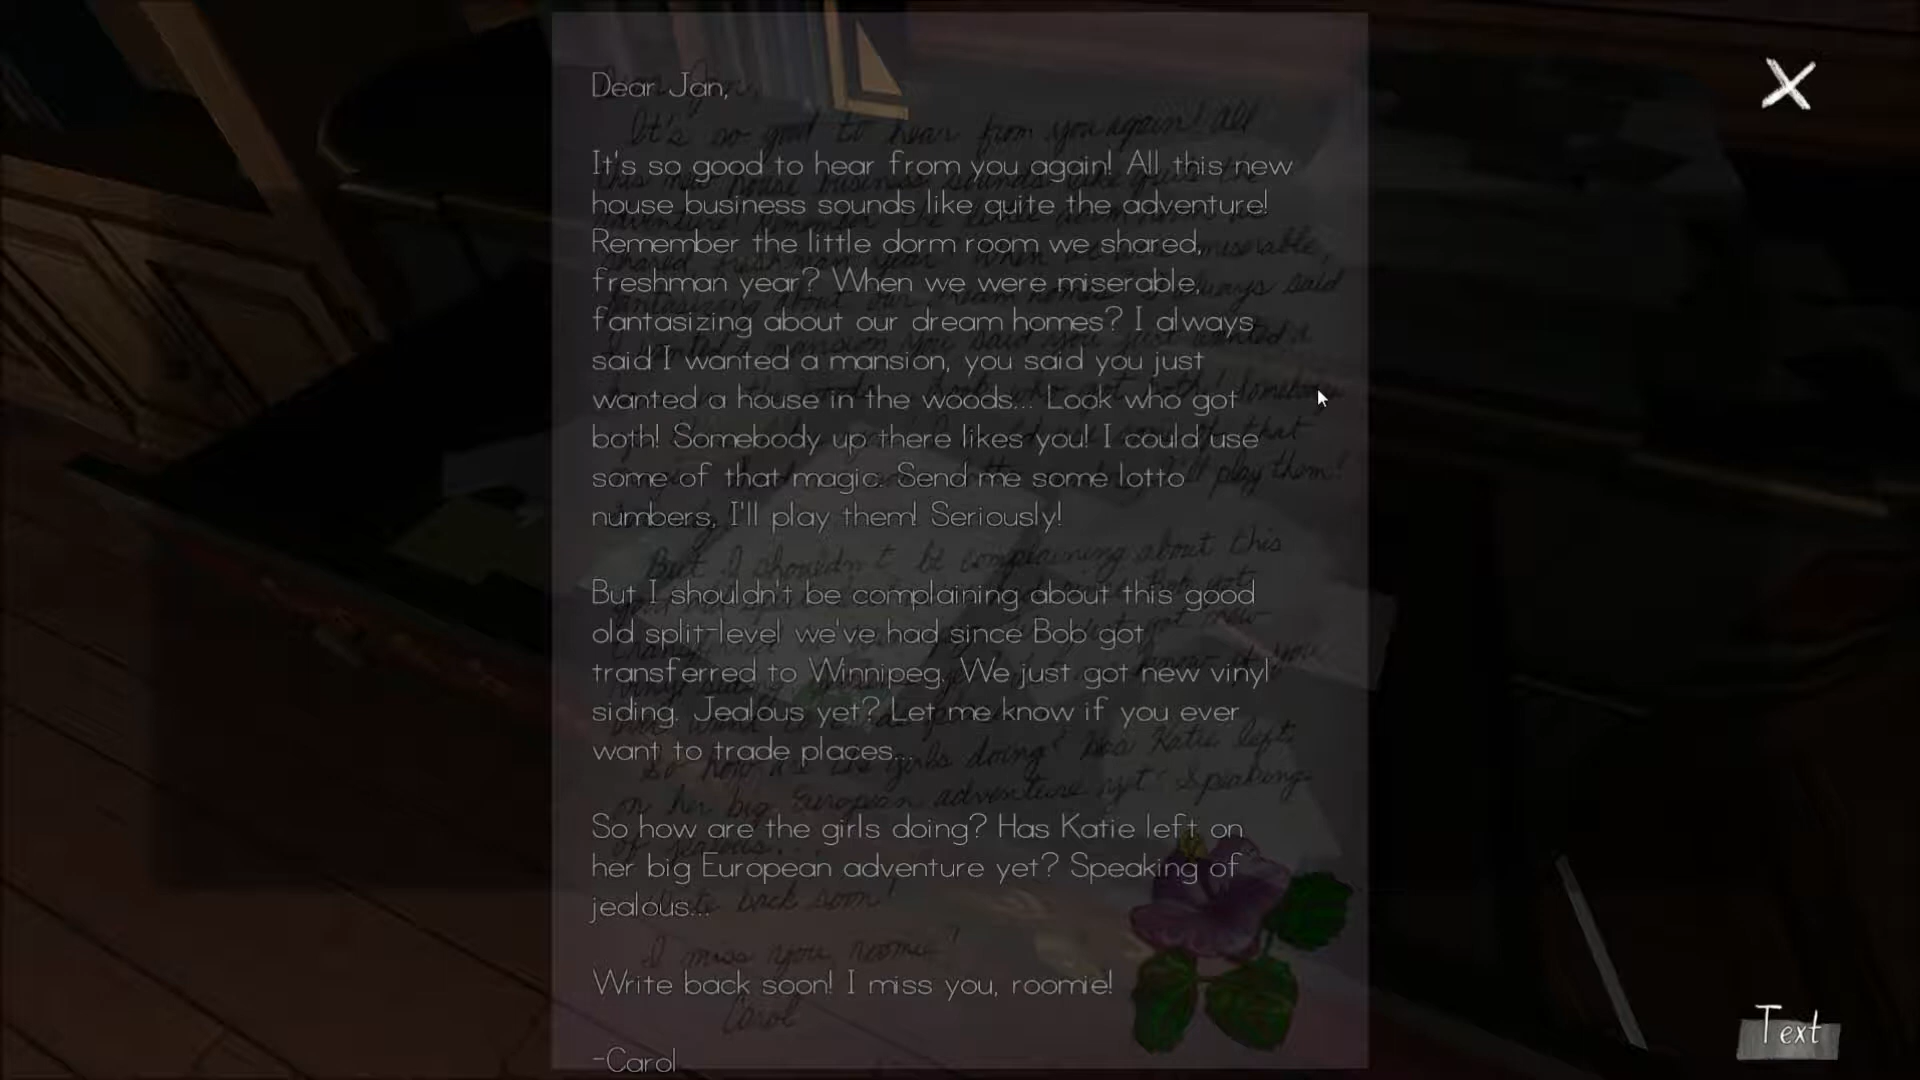 Dear Jan,
It's so good to hear from you again! All this new
house business sounds like quite the adventure!
Remember the little dorm room we shared,
freshman year? When we were miserable,
fantasizing about our dream homes? I always
said I wanted a mansion, you said you just
wanted a house in the woods... Look who got
both! Somebody up there likes you! I could use
some of that magic. Send me some lotto
numbers, I'll play them! Seriously!
But I shouldn't be complaining about this good
old split-level we've had since Bob got
transferred to Winnipeg. We just got new vinyl
siding. Jealous yet? Let me know if you ever
want to trade places...
So how are the girls doing? Has Katie left on
her big European adventure yet? Speaking of
jealous...
Write back soon! I miss you, roomie!
-Carol
Text